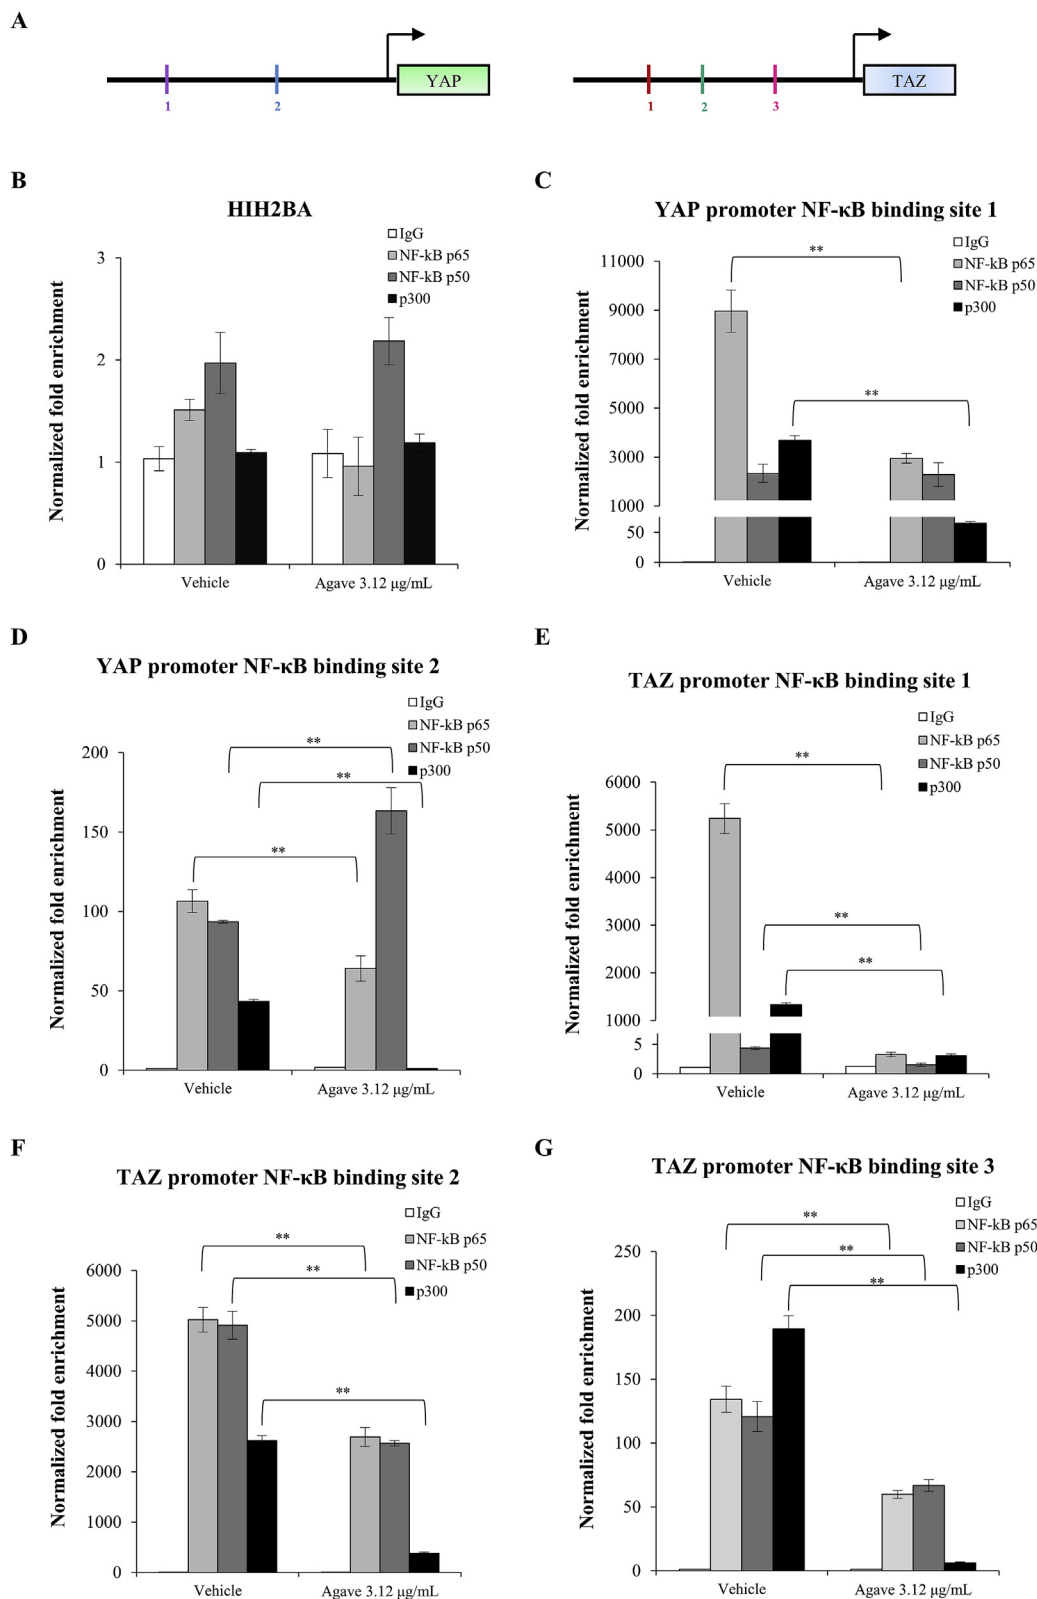 A
YAP
1
2
TAZ
1
2
3
B
HIH2BA
IgG
NF-kB p65
NF-kB p50
p300
Normalized fold enrichment
3
2
1
0
Vehicle
Agave 3.12 μg/mL
C
YAP promoter NF-κB binding site 1
IgG
NF-kB p65
NF-kB p50
p300
Normalized fold enrichment
11000
9000
7000
5000
3000
1000
50
0
**
**
Vehicle
Agave 3.12 μg/mL
D
YAP promoter NF-κB binding site 2
IgG
NF-kB p65
NF-kB p50
p300
Normalized fold enrichment
200
150
100
50
0
**
**
**
Vehicle
Agave 3.12 μg/mL
E
TAZ promoter NF-κB binding site 1
IgG
NF-kB p65
NF-kB p50
p300
Normalized fold enrichment
6000
5000
4000
3000
2000
1000
5
0
**
**
**
Vehicle
Agave 3.12 μg/mL
F
TAZ promoter NF-κB binding site 2
IgG
NF-kB p65
NF-kB p50
p300
Normalized fold enrichment
6000
5000
4000
3000
2000
1000
0
**
**
**
Vehicle
Agave 3.12 μg/mL
G
TAZ promoter NF-κB binding site 3
IgG
NF-kB p65
NF-kB p50
p300
Normalized fold enrichment
250
200
150
100
50
0
**
**
**
Vehicle
Agave 3.12 μg/mL